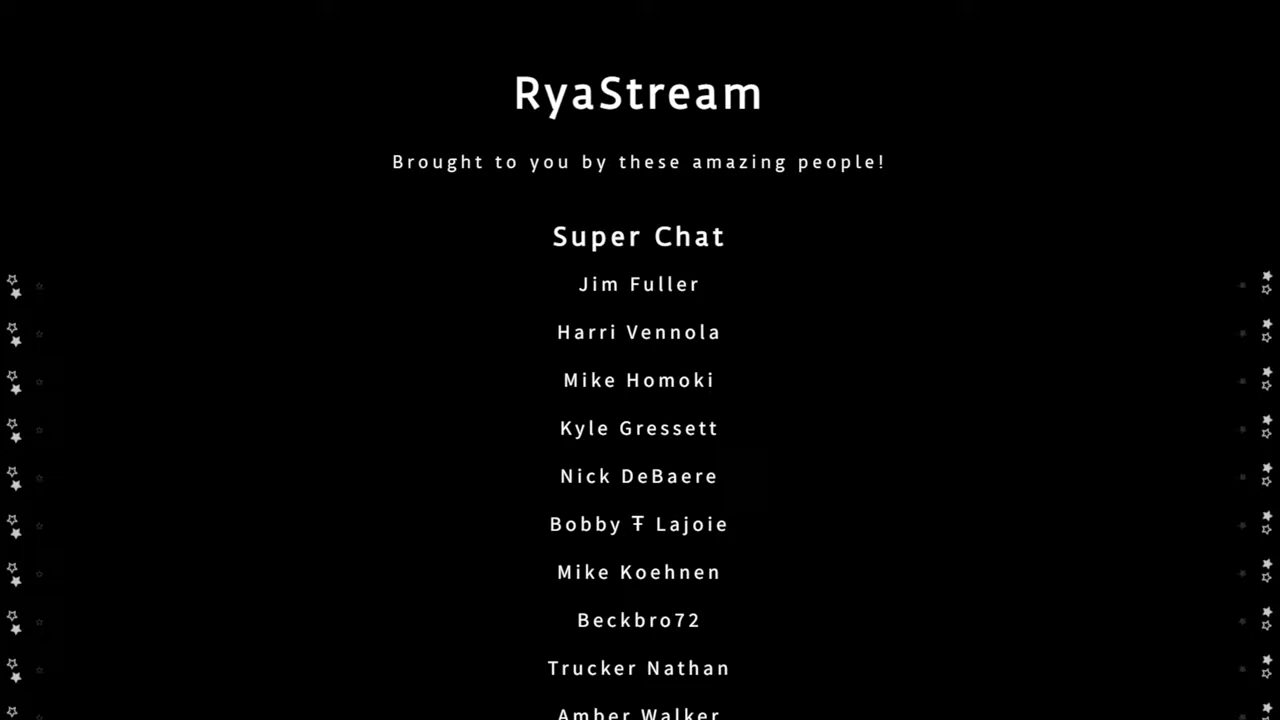 RyaStream
Brought to you by these amazing people!
Super Chat
Jim Fuller
Harri Vennola
Mike Homoki
Kyle Gressett
Nick DeBaere
Bobby Ŧ Lajoie
Mike Koehnen
Beckbro72
Trucker Nathan
Amber Walker